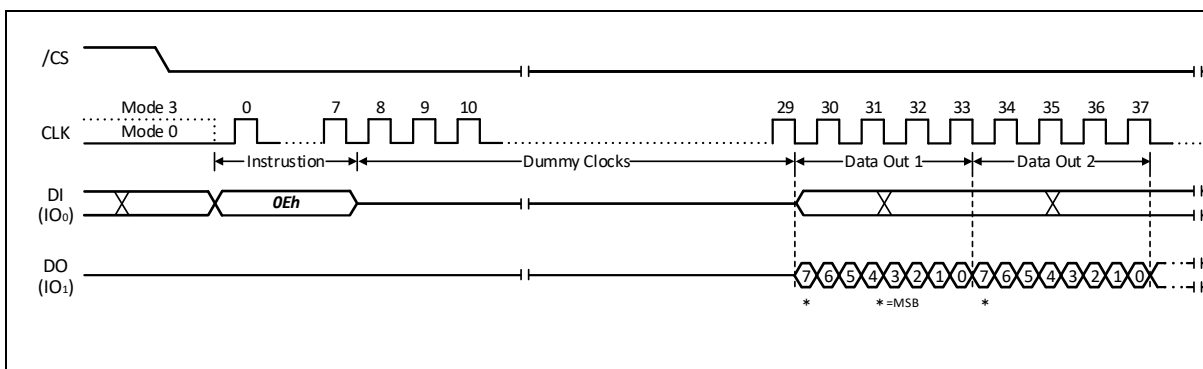 /CS
Mode 3 0 7 8 9 10 29 30 31 32 33 34 35 36 37
CLK Mode 0
Instrustion Dummy Clocks Data Out 1 Data Out 2
DI
(IO0) 0Eh
DO
(IO1) 7 6 5 4 3 2 1 0 7 6 5 4 3 2 1 0
* * =MSB *